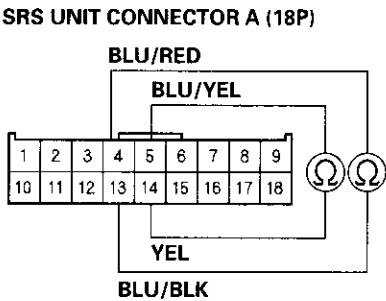 SRS UNIT CONNECTOR A (18P)
BLU/RED
BLU/YEL
1 2 3 4 5 6 7 8 9
10 11 12 13 14 15 16 17 18
Ω Ω
YEL
BLU/BLK